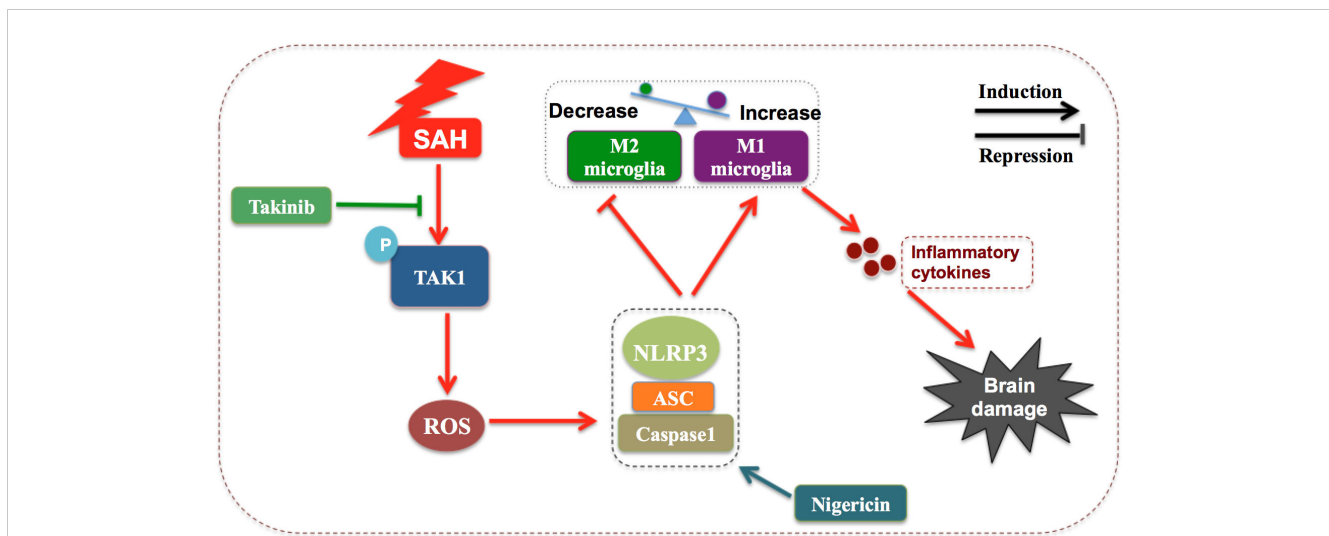 SAH
Takinib
P
TAK1
ROS
Decrease
Increase
M2
microglia
M1
microglia
Induction
Repression
Inflammatory
cytokines
NLRP3
ASC
Caspase1
Nigericin
Brain
damage